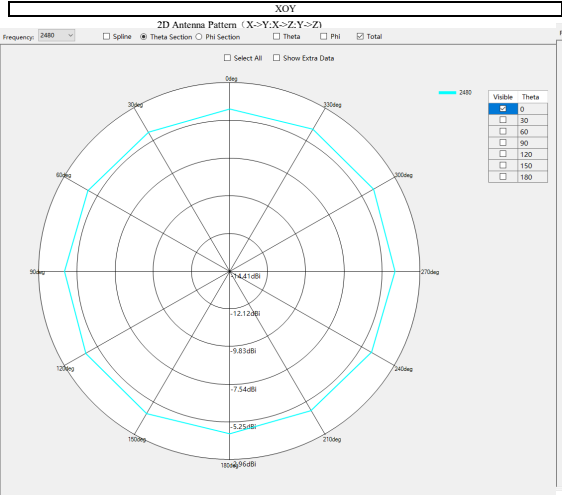 XOY
2D Antenna Pattern（X->Y:X->Z;Y->Z)
Frequency: 2480 Spline Theta Section Phi Section Theta Phi Total
Select All Show Extra Data
0deg
2480
Visible Theta
0
30
60
90
120
150
180
30deg
330deg
60deg
300deg
90deg
270deg
-14.41dBi
-12.12dBi
-9.83dBi
120deg
240deg
-7.54dBi
-5.25dBi
150deg
210deg
180deg
-2.96dBi